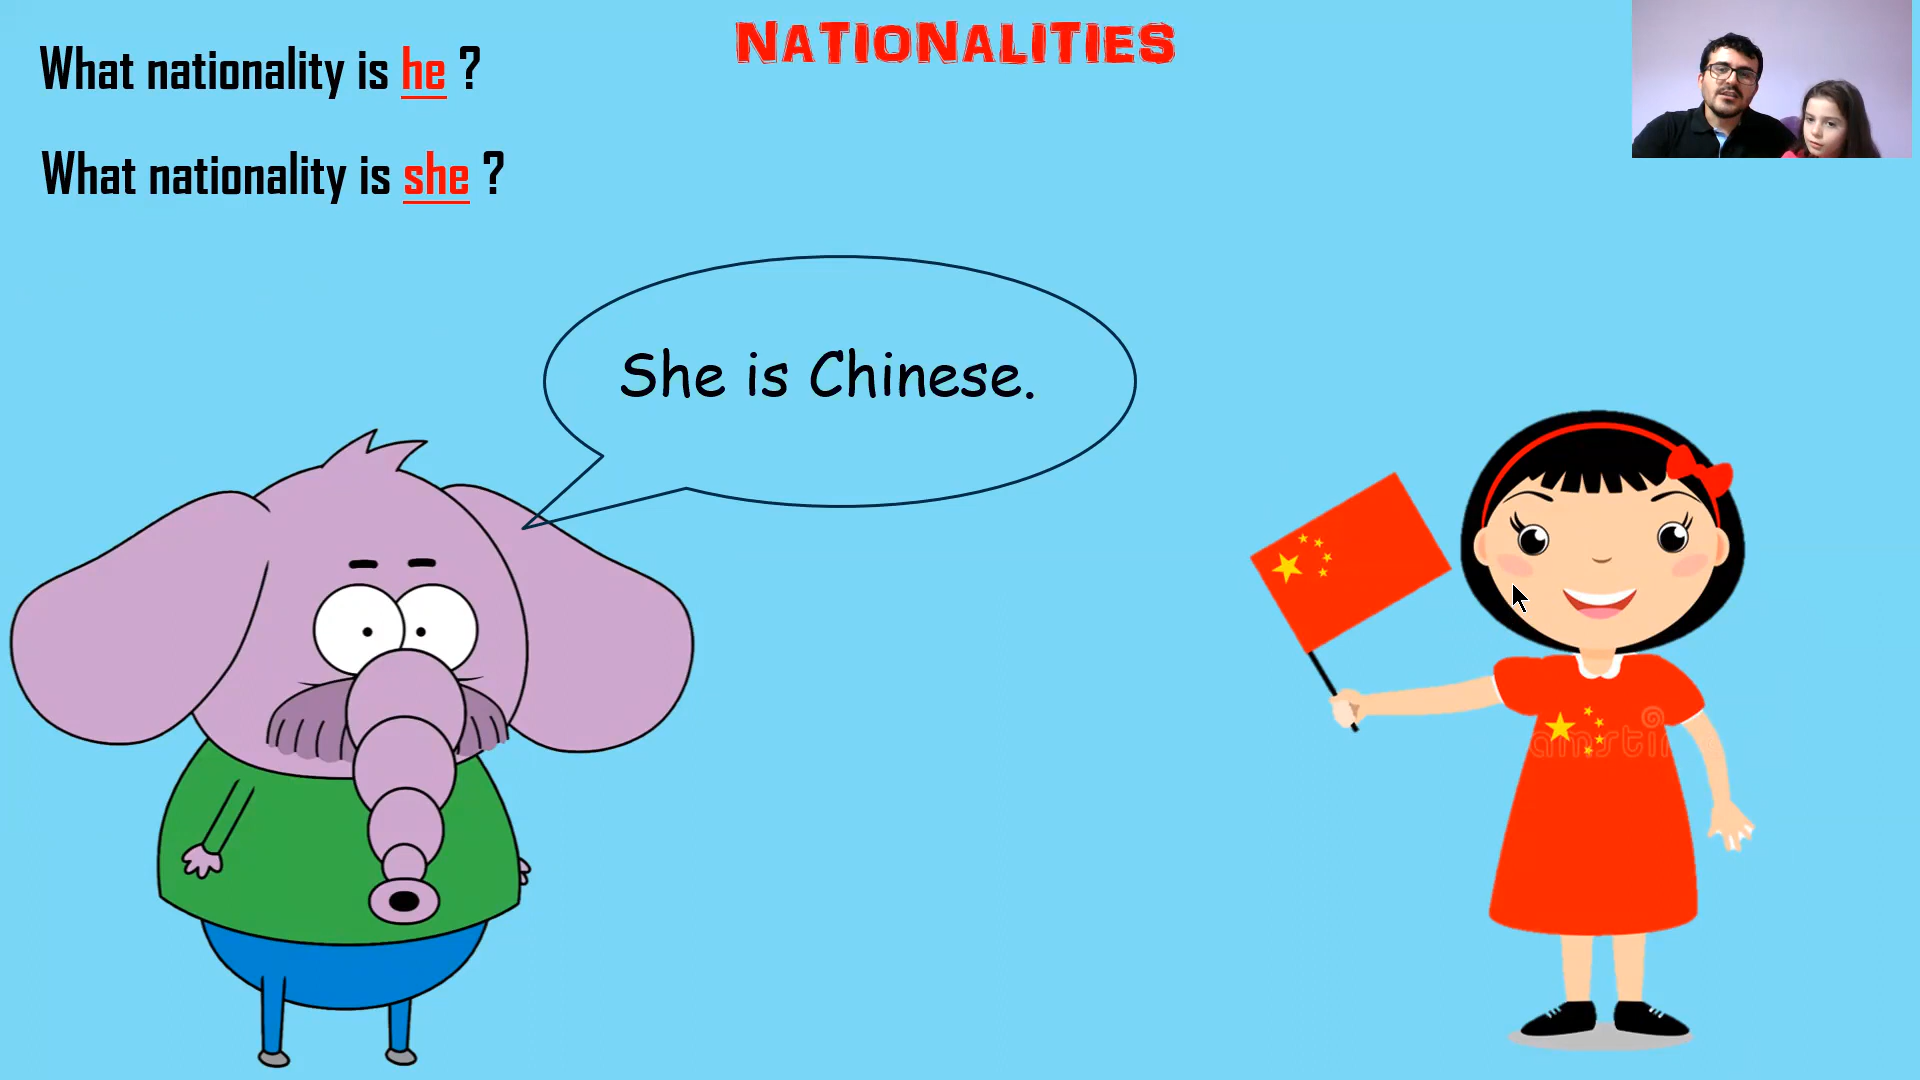 NATIONALITIES
What nationality is he ?
What nationality is she ?
She is Chinese.